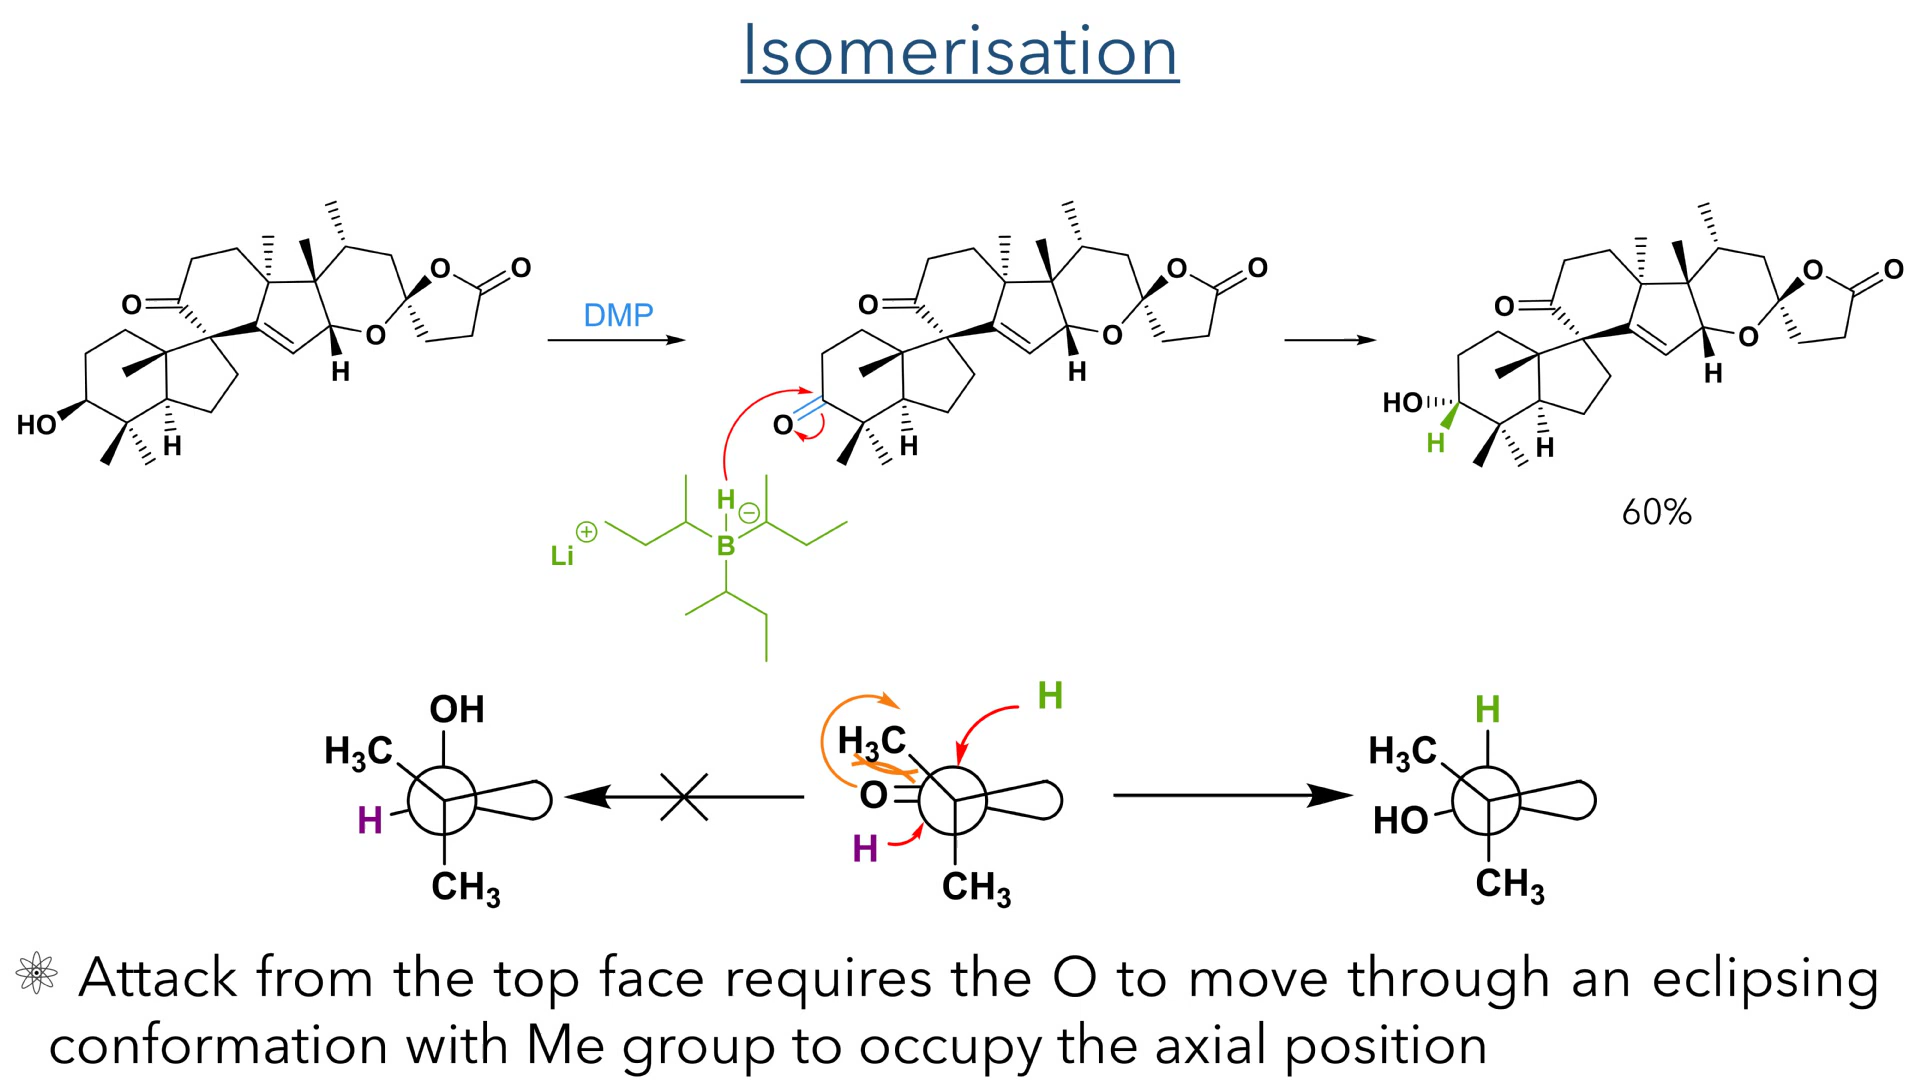 Isomerisation
O
O
O
O
H
HO
H
DMP
O
O
O
O
H
O
H
O
O
O
O
H
HO
H
H
60%
Li⊕
H⊖
B
OH
H₃C
H
CH₃
H
H₃C
O
H
CH₃
H
H₃C
HO
CH₃
Attack from the top face requires the O to move through an eclipsing
conformation with Me group to occupy the axial position